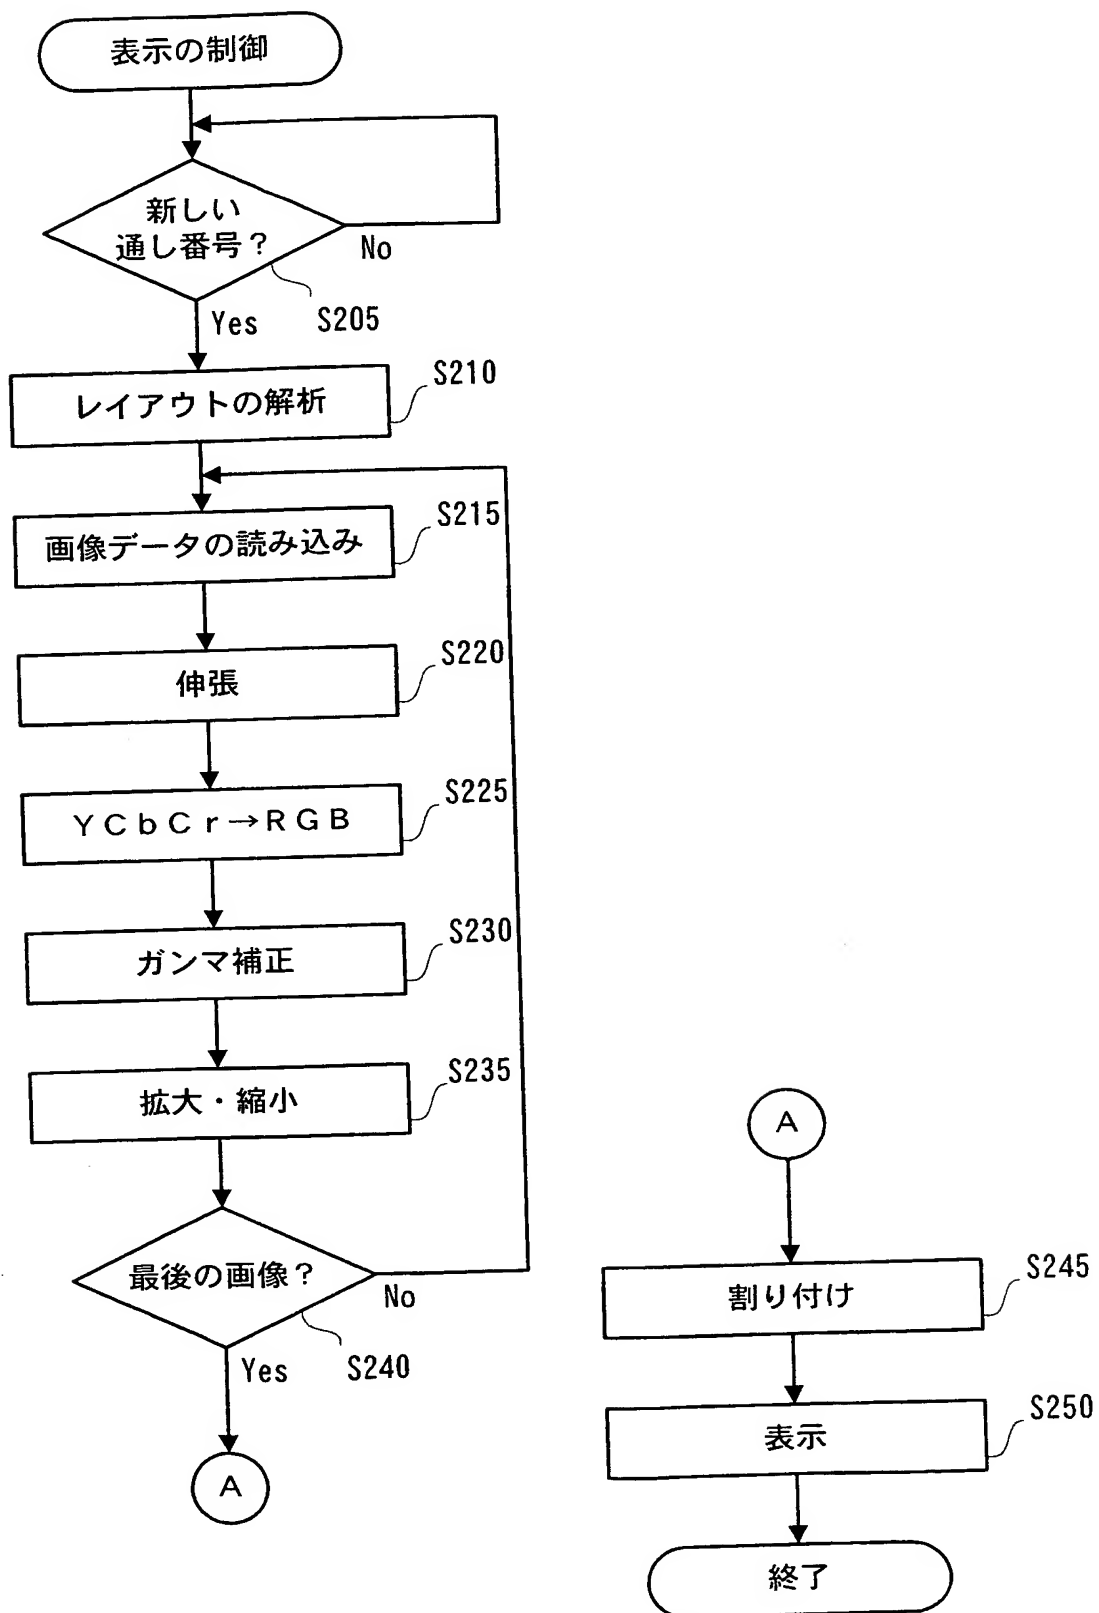 表示の制御
新しい
通し番号？
No
Yes
S205
レイアウトの解析
S210
画像データの読み込み
S215
伸張
S220
ＹＣｂＣｒ→ＲＧＢ
S225
ガンマ補正
S230
拡大・縮小
S235
最後の画像？
No
Yes
S240
A
A
割り付け
S245
表示
S250
終了